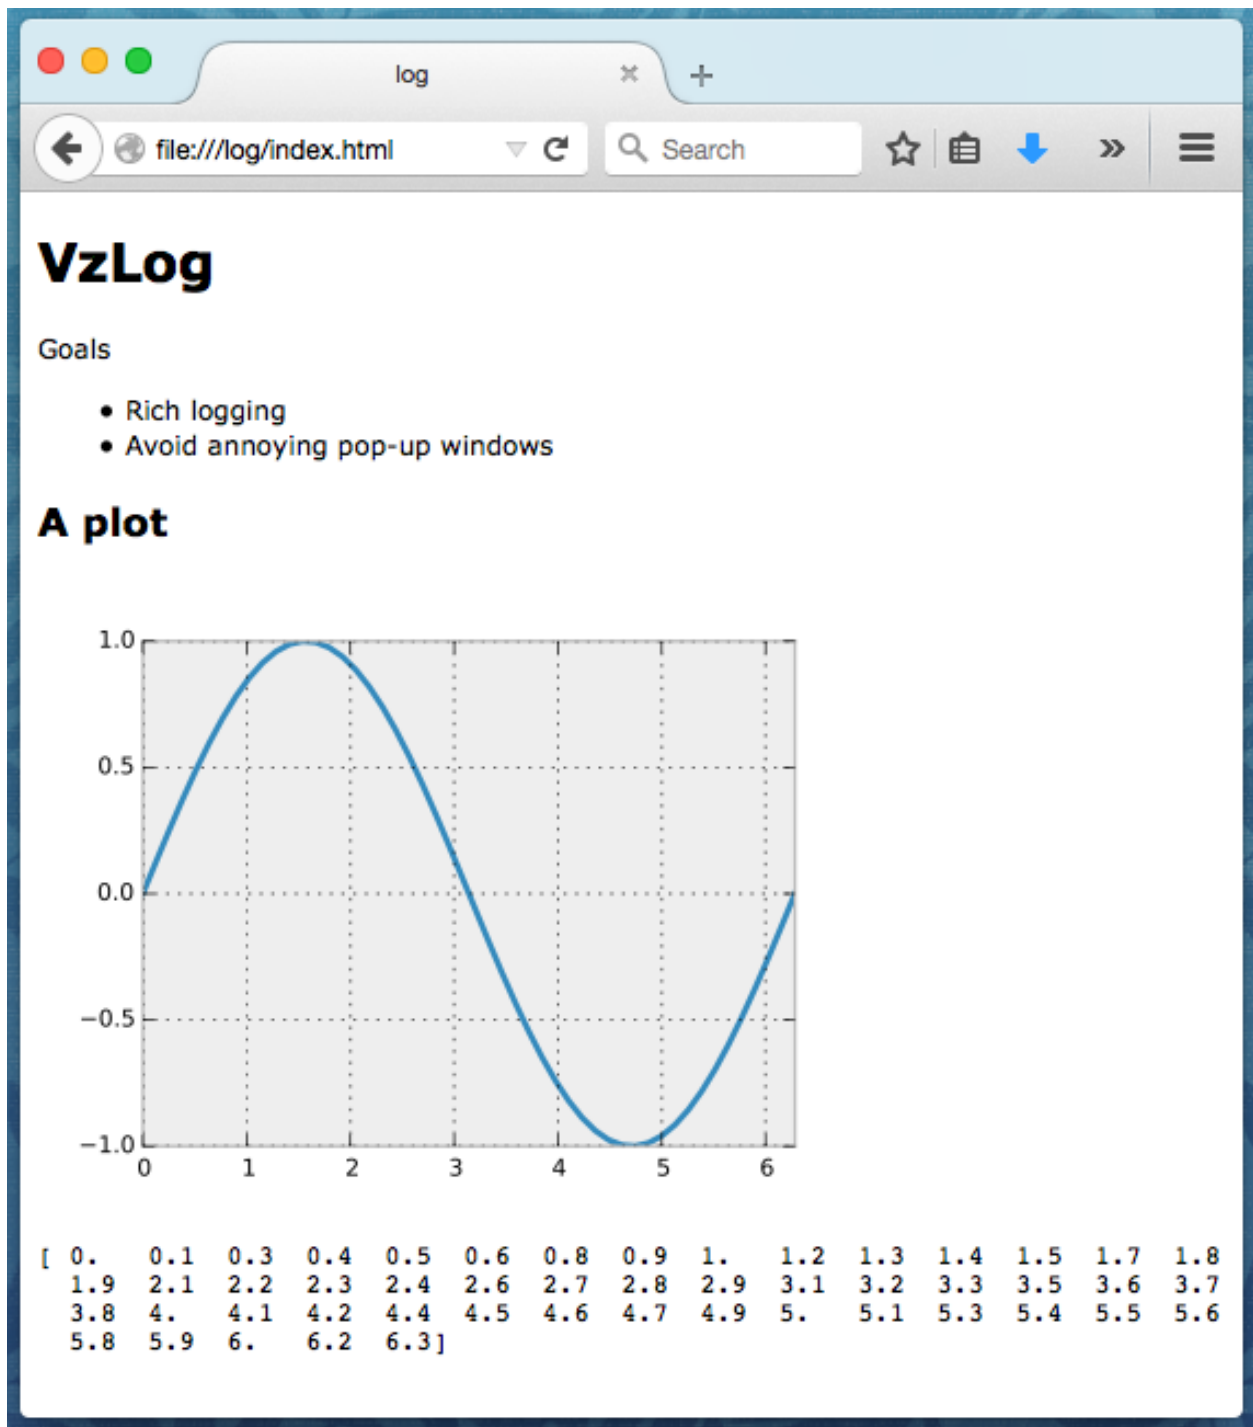 log
file:///log/index.html
Search
VzLog
Goals
• Rich logging
• Avoid annoying pop-up windows
A plot
1.0
0.5
0.0
−0.5
−1.0
0 1 2 3 4 5 6
[ 0. 0.1 0.3 0.4 0.5 0.6 0.8 0.9 1. 1.2 1.3 1.4 1.5 1.7 1.8
1.9 2.1 2.2 2.3 2.4 2.6 2.7 2.8 2.9 3.1 3.2 3.3 3.5 3.6 3.7
3.8 4. 4.1 4.2 4.4 4.5 4.6 4.7 4.9 5. 5.1 5.3 5.4 5.5 5.6
5.8 5.9 6. 6.2 6.3]